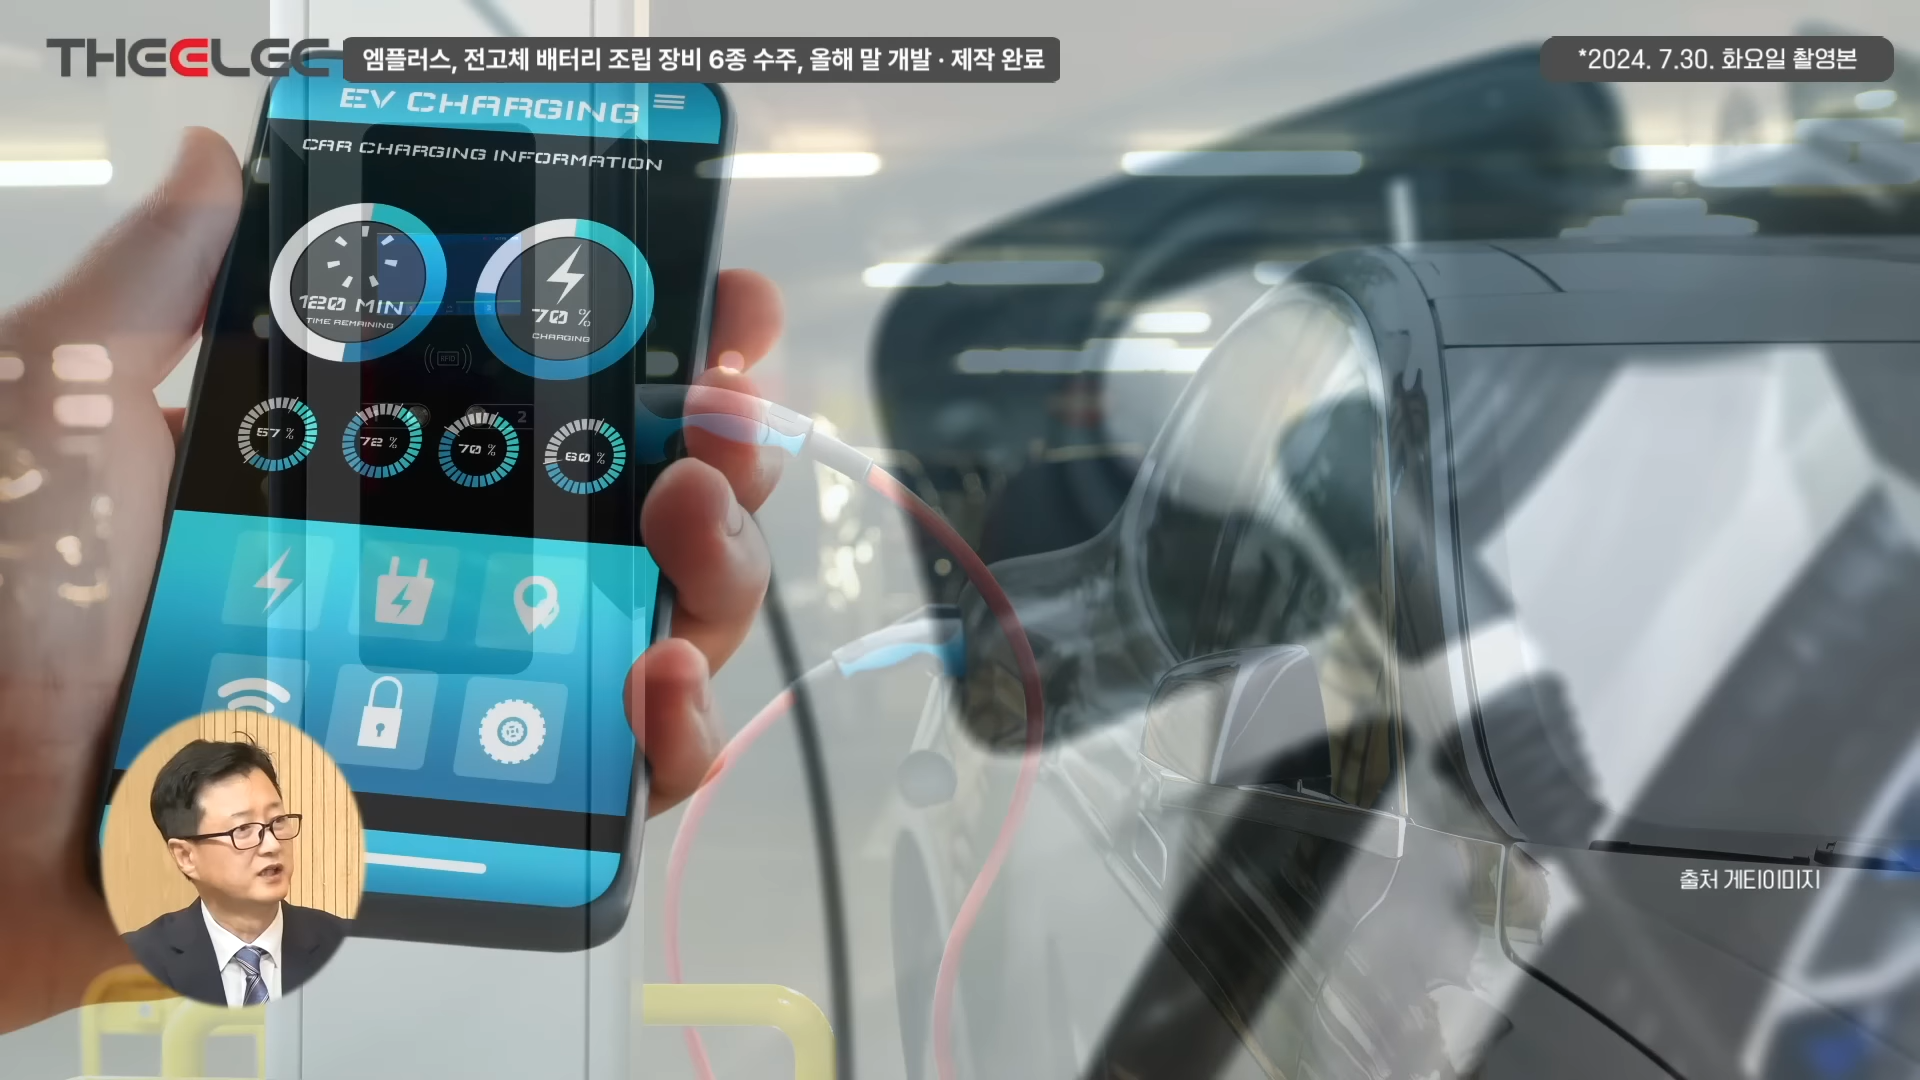 THEELEC
엠플러스, 전고체 배터리 조립 장비 6종 수주, 올해 말 개발 · 제작 완료
*2024. 7.30. 화요일 촬영본
EV CHARGING
CAR CHARGING INFORMATION
120 MIN
TIME REMAINING
70 %
CHARGING
RFID
2
57 %
72 %
70 %
60 %
출처 게티이미지